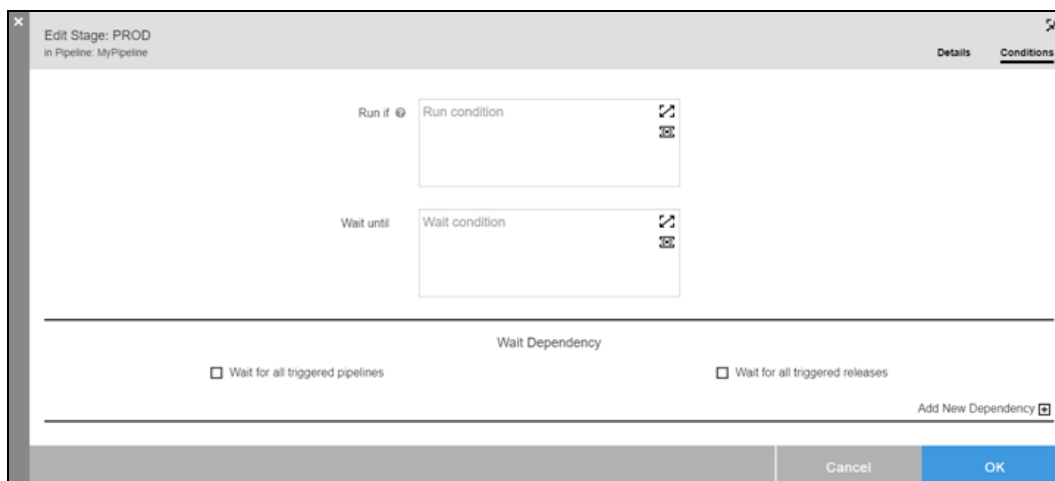 Edit Stage: PROD
in Pipeline: MyPipeline
Details Conditions
Run if Run condition
Wait until Wait condition
Wait Dependency
Wait for all triggered pipelines Wait for all triggered releases
Add New Dependency
Cancel OK